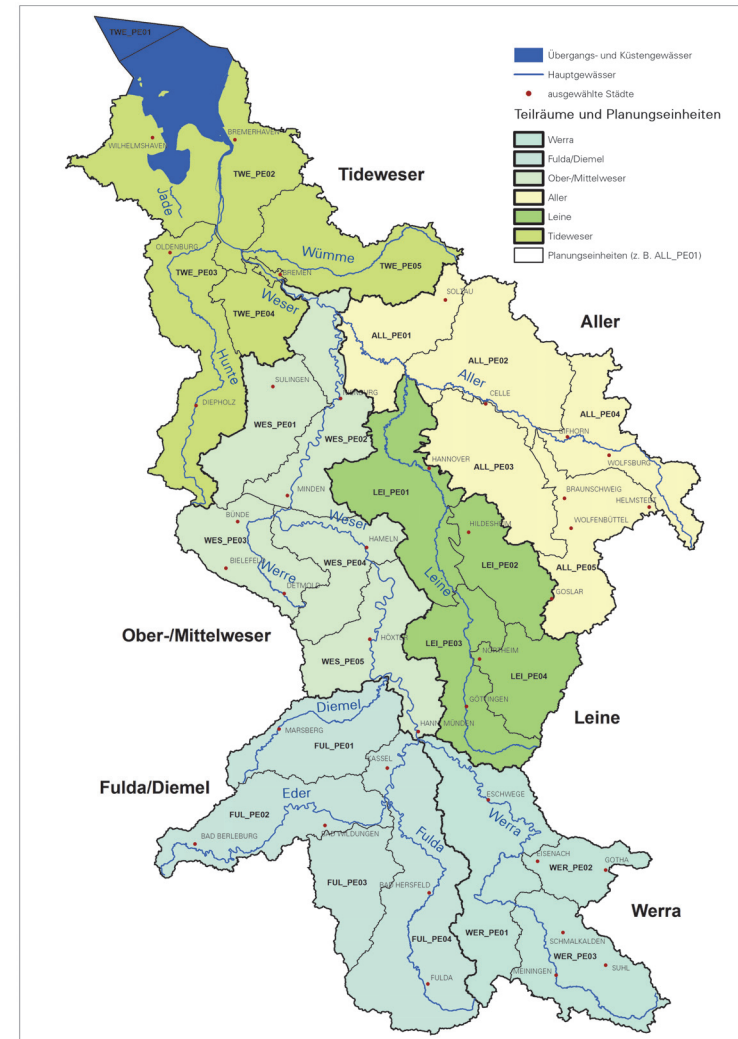 TWE_PE01
Übergangs- und Küstengewässer
Hauptgewässer
ausgewählte Städte
Teilräume und Planungseinheiten
Werra
Fulda/Diemel
Ober-/Mittelweser
Aller
Leine
Tideweser
Planungseinheiten (z. B. ALL_PE01)
BREMERHAVEN
WILHELMSHAVEN
TWE_PE02
Tideweser
Jade
OLDENBURG
Wümme
TWE_PE03
BREMEN
TWE_PE05
Weser
SOLTAU
TWE_PE04
Aller
ALL_PE01
ALL_PE02
Hunte
Aller
SULINGEN
NIENBURG
CELLE
DIEPHOLZ
ALL_PE04
WES_PE01
WES_PE02
GIFHORN
HANNOVER
ALL_PE03
WOLFSBURG
MINDEN
LEI_PE01
BRAUNSCHWEIG
HELMSTEDT
BÜNDE
Weser
HILDESHEIM
WOLFENBÜTTEL
WES_PE03
HAMELN
BIELEFELD
Werre
WES_PE04
LEI_PE02
ALL_PE05
DETMOLD
Leine
GOSLAR
Ober-/Mittelweser
HÖXTER
LEI_PE03
WES_PE05
NORTHEIM
LEI_PE04
Diemel
GÖTTINGEN
Leine
MARSBERG
HANN. MÜNDEN
FUL_PE01
KASSEL
Fulda/Diemel
Eder
ESCHWEGE
FUL_PE02
Werra
BAD WILDUNGEN
Fulda
BAD BERLEBURG
EISENACH
GOTHA
WER_PE02
FUL_PE03
BAD HERSFELD
Werra
WER_PE01
SCHMALKALDEN
FUL_PE04
WER_PE03
SUHL
MEININGEN
FULDA